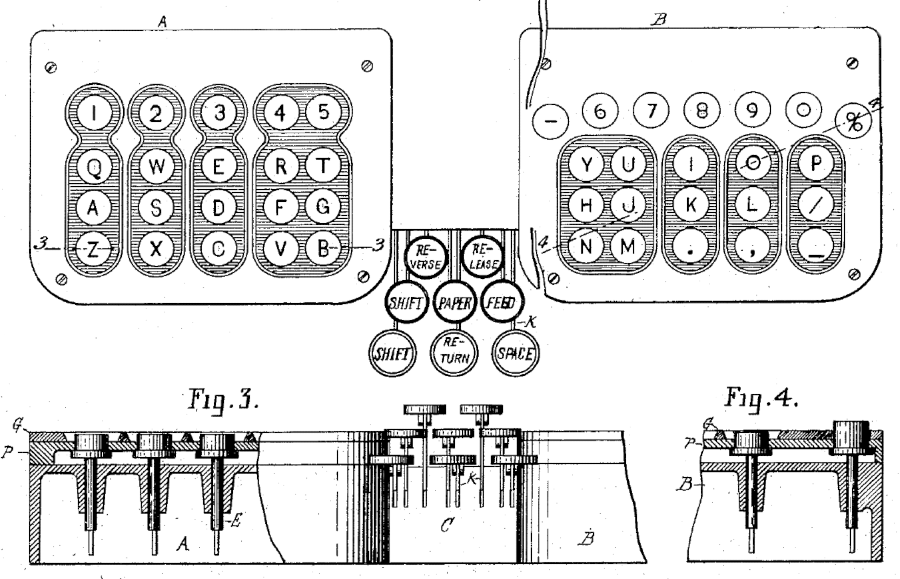 A B
1 2 3 4 5 - 6 7 8 9 0 %
Q W E R T Y U I O P
A S D F G H J K L /
3 Z X C V B 3 4 N M . , _ 4
RE-VERSE RE-LEASE
SHIFT PAPER FEED
K
SHIFT RE-TURN SPACE
Fig. 3. Fig. 4.
G G
P P
K
E A C B B